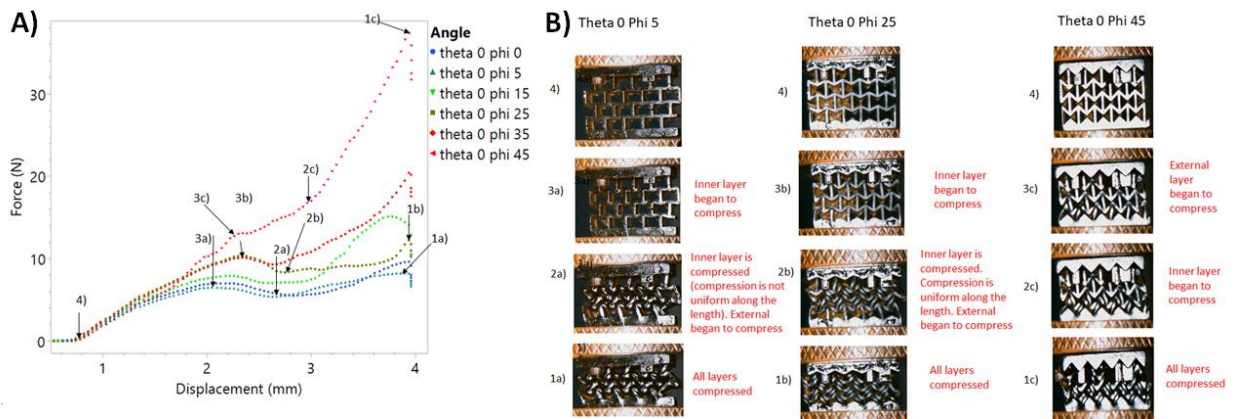 A)
1c)
Angle
theta 0 phi 0
theta 0 phi 5
theta 0 phi 15
theta 0 phi 25
theta 0 phi 35
theta 0 phi 45
30
20
10
0
Force (N)
2c)
3c)
3b)
2b)
1b)
3a)
2a)
1a)
4)
1
2
3
4
Displacement (mm)
B)
Theta 0 Phi 5
Theta 0 Phi 25
Theta 0 Phi 45
4)
4)
4)
3a)
Inner layer
began to
compress
3b)
Inner layer
began to
compress
3c)
External
layer
began to
compress
2a)
Inner layer is
compressed
(compression is not
uniform along the
length). External
began to compress
2b)
Inner layer is
compressed.
Compression is
uniform along the
length. External
began to compress
2c)
Inner layer
began to
compress
1a)
All layers
compressed
1b)
All layers
compressed
1c)
All layers
compressed